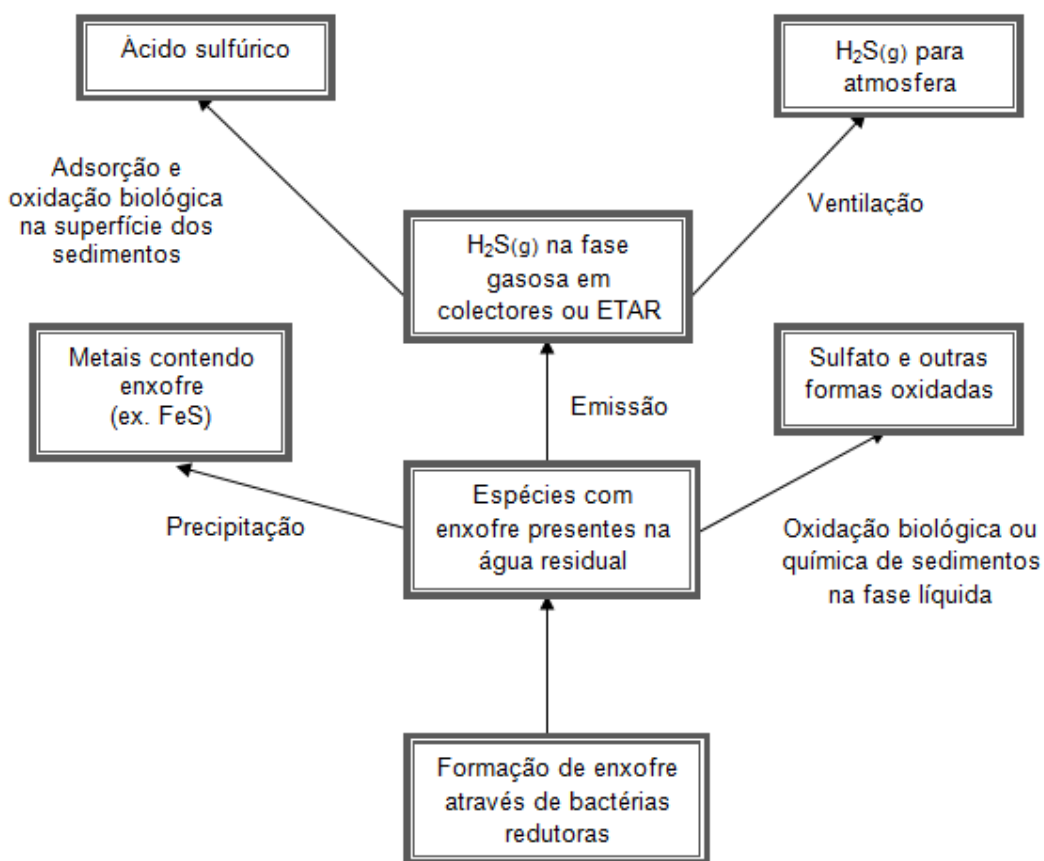 Ácido sulfúrico
H₂S(g) para
atmosfera
Adsorção e
oxidação biológica
na superfície dos
sedimentos
Ventilação
H₂S(g) na fase
gasosa em
colectores ou ETAR
Metais contendo
enxofre
(ex. FeS)
Sulfato e outras
formas oxidadas
Emissão
Espécies com
enxofre presentes na
água residual
Precipitação
Oxidação biológica ou
química de sedimentos
na fase líquida
Formação de enxofre
através de bactérias
redutoras